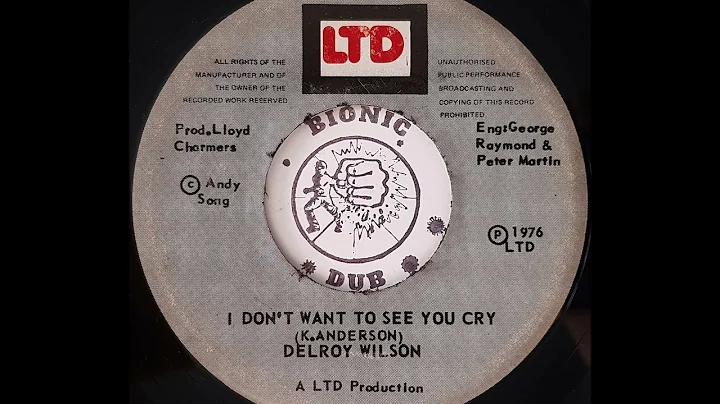 LTD
ALL RIGHTS OF THE
MANUFACTURER AND OF
THE OWNER OF THE
RECORDED WORK RESERVED
UNAUTHORISED
PUBLIC PERFORMANCE
BROADCASTING AND
COPYING OF THIS RECORD
PROHIBITED
Prod.Lloyd
Charmers
Eng:George
Raymond &
Peter Martin
© Andy
Song
BIONIC
DUB
℗ 1976
LTD
I DON'T WANT TO SEE YOU CRY
(K.ANDERSON)
DELROY WILSON
A LTD Production